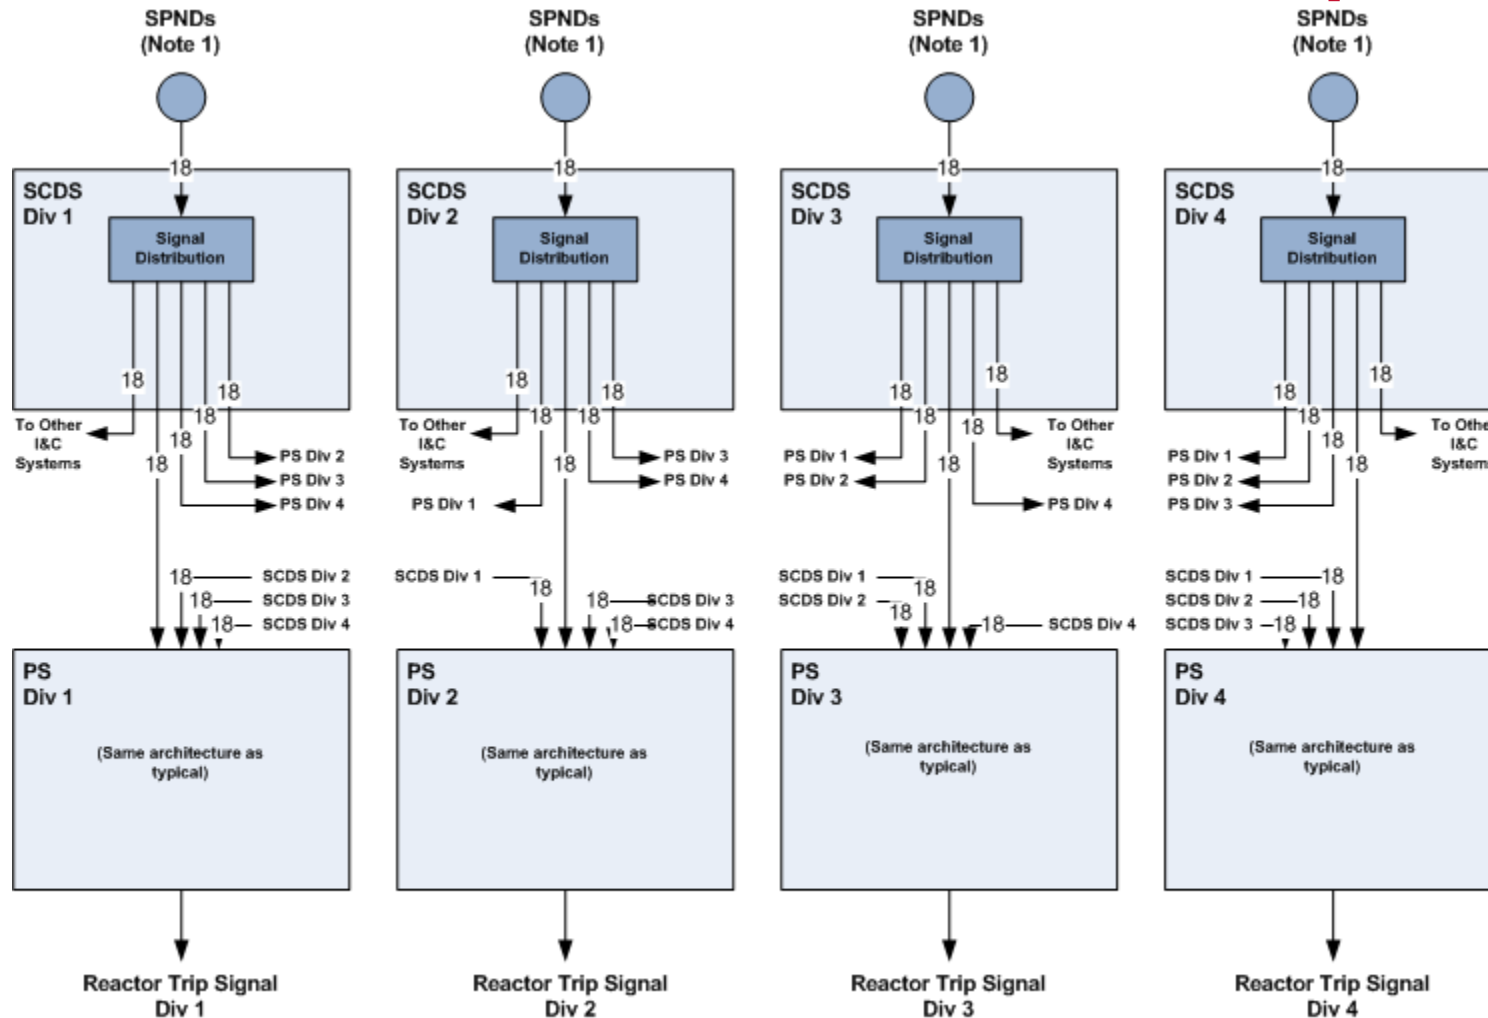 SPNDs
(Note 1)
18
SCDS
Div 1
Signal
Distribution
18
18
18
18
18
To Other
I&C
Systems
PS Div 2
PS Div 3
PS Div 4
18
SCDS Div 2
18
SCDS Div 3
18
SCDS Div 4
PS
Div 1
(Same architecture as
typical)
Reactor Trip Signal
Div 1
SPNDs
(Note 1)
18
SCDS
Div 2
Signal
Distribution
18
18
18
18
18
To Other
I&C
Systems
PS Div 3
PS Div 4
PS Div 1
SCDS Div 1
18
18
SCDS Div 3
18
SCDS Div 4
PS
Div 2
(Same architecture as
typical)
Reactor Trip Signal
Div 2
SPNDs
(Note 1)
18
SCDS
Div 3
Signal
Distribution
18
18
18
18
18
To Other
I&C
Systems
PS Div 1
PS Div 2
PS Div 4
SCDS Div 1
18
SCDS Div 2
18
18
SCDS Div 4
PS
Div 3
(Same architecture as
typical)
Reactor Trip Signal
Div 3
SPNDs
(Note 1)
18
SCDS
Div 4
Signal
Distribution
18
18
18
18
18
To Othe
I&C
System
PS Div 1
PS Div 2
PS Div 3
SCDS Div 1
18
SCDS Div 2
18
SCDS Div 3
18
PS
Div 4
(Same architecture as
typical)
Reactor Trip Signal
Div 4